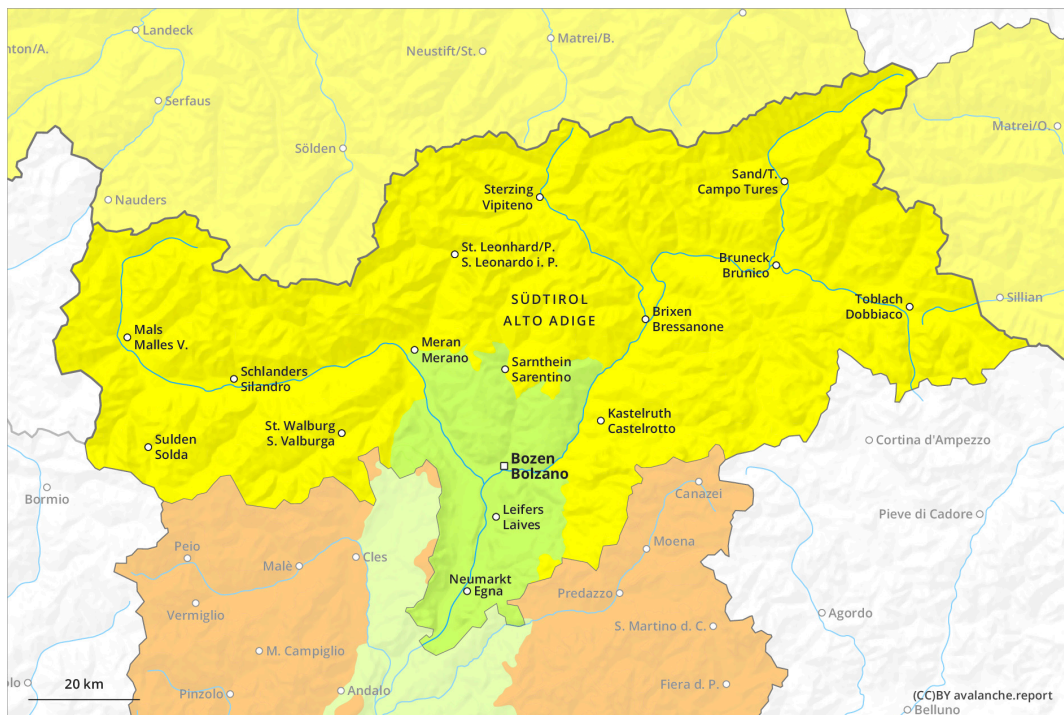 Landeck
nton/A.
Neustift/St.
Matrei/B.
Serfaus
Matrei/O.
Sölden
Nauders
Sand/T.
Campo Tures
Sterzing
Vipiteno
St. Leonhard/P.
S. Leonardo i. P.
Bruneck
Brunico
SÜDTIROL
ALTO ADIGE
Toblach
Dobbiaco
Sillian
Brixen
Bressanone
Mals
Malles V.
Meran
Merano
Sarnthein
Sarentino
Schlanders
Silandro
Kastelruth
Castelrotto
St. Walburg
S. Valburga
Sulden
Solda
Cortina d'Ampezzo
Bozen
Bolzano
Bormio
Canazei
Leifers
Laives
Pieve di Cadore
Peio
Cles
Moena
Malè
Neumarkt
Egna
Predazzo
Vermiglio
Agordo
S. Martino d. C.
M. Campiglio
olo
20 km
Pinzolo
Andalo
Fiera d. P.
(CC)BY avalanche.report
Belluno